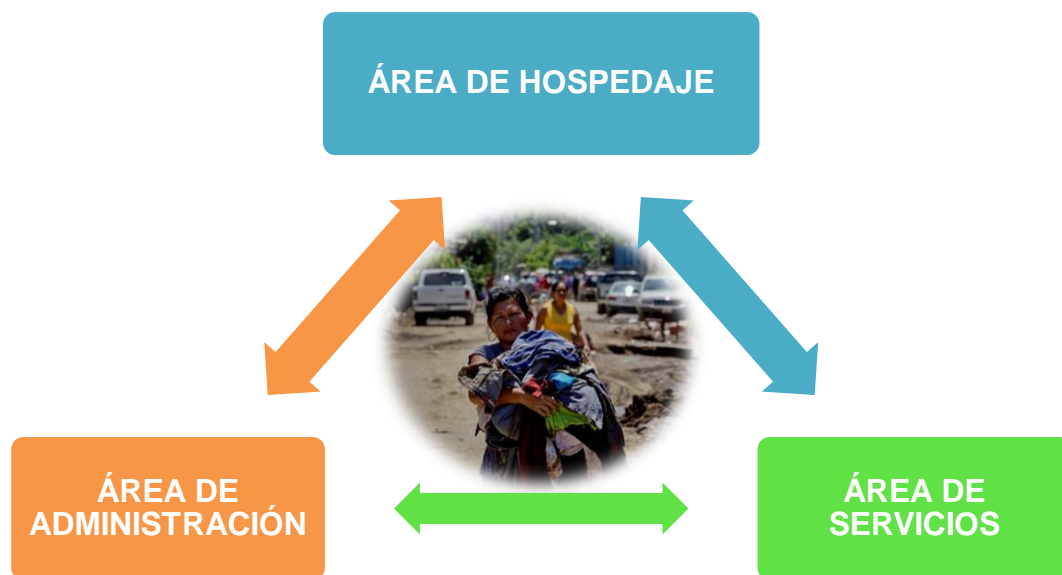 ÁREA DE HOSPEDAJE
ÁREA DE
ADMINISTRACIÓN
ÁREA DE
SERVICIOS